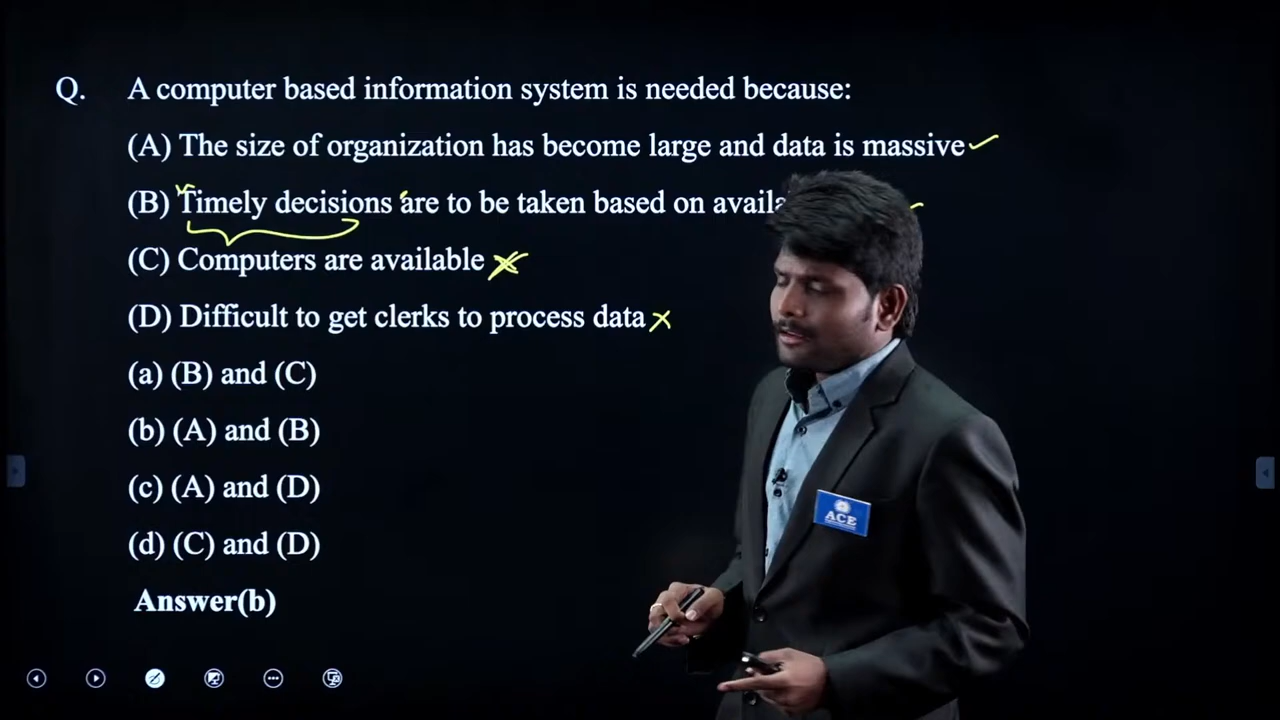 Q. A computer based information system is needed because:
(A) The size of organization has become large and data is massive
(B) Timely decisions are to be taken based on
(C) Computers are available
(D) Difficult to get clerks to process data
(a) (B) and (C)
(b) (A) and (B)
(c) (A) and (D)
(d) (C) and (D)
Answer(b)
ACE